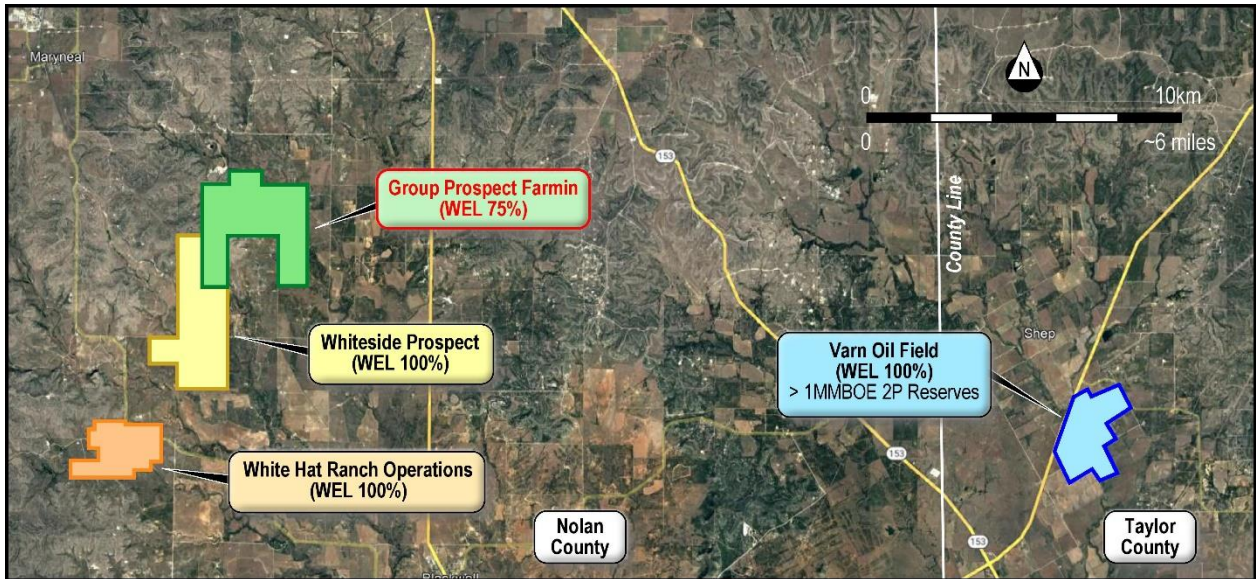 Maryneal
N
0
10km
153
0
~6 miles
Group Prospect Farmin
(WEL 75%)
County Line
Whiteside Prospect
(WEL 100%)
Shep
Varn Oil Field
(WEL 100%)
> 1MMBOE 2P Reserves
White Hat Ranch Operations
(WEL 100%)
153
Nolan
County
Taylor
County
153
Blackwell